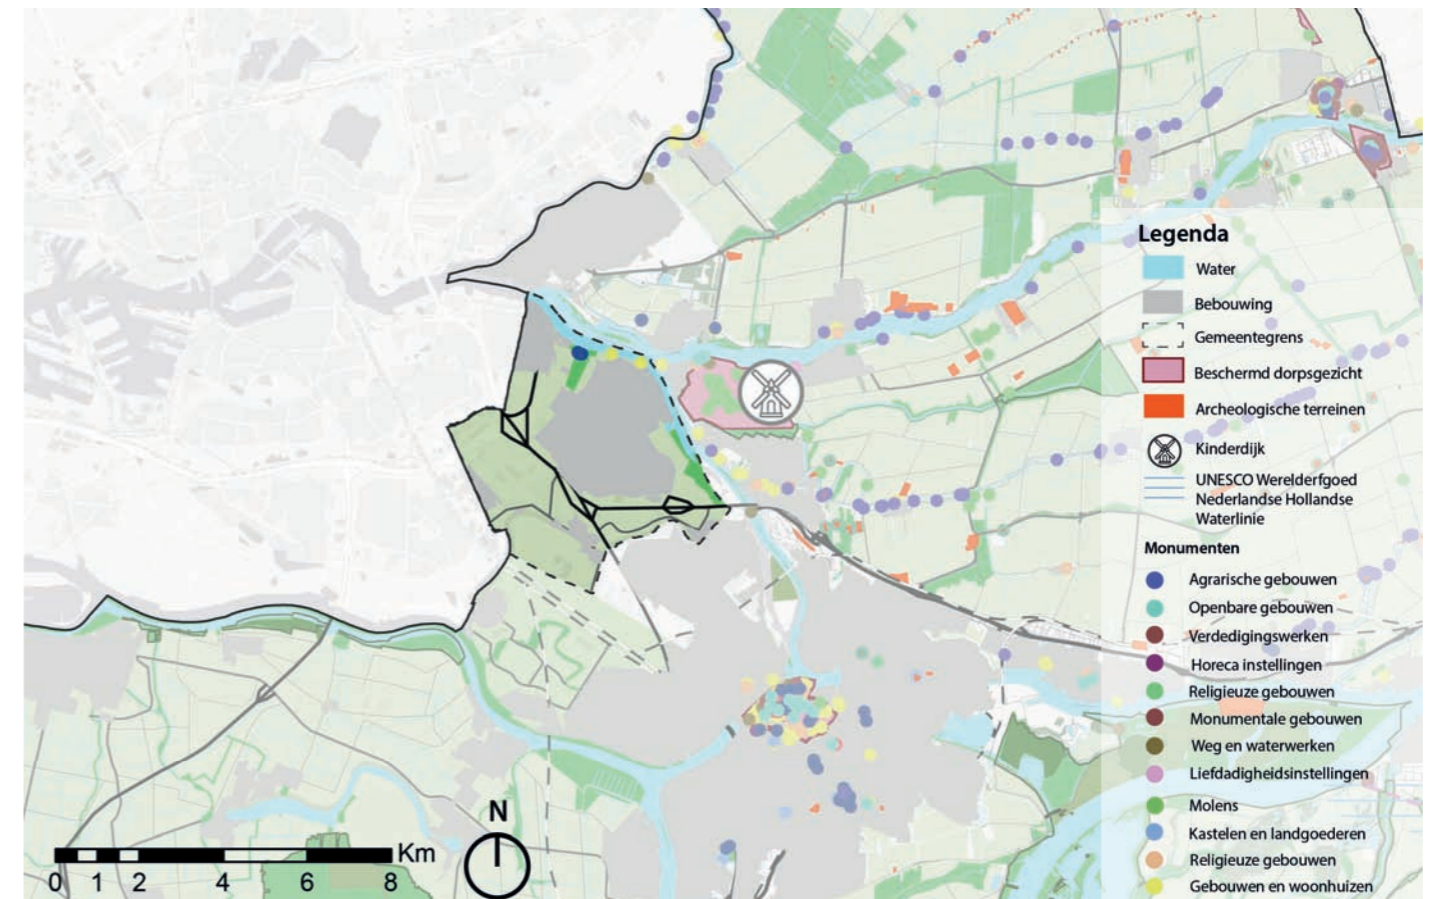 Legenda
Water
Bebouwing
Gemeentegrens
Beschermd dorpsgezicht
Archeologische terreinen
Kinderdijk
UNESCO Werelderfgoed
Nederlandse Hollandse
Waterlinie
Monumenten
Agrarische gebouwen
Openbare gebouwen
Verdedigingswerken
Horeca instellingen
Religieuze gebouwen
Monumentale gebouwen
Weg en waterwerken
Liefdadigheidsinstellingen
Molens
Kastelen en landgoederen
Religieuze gebouwen
Gebouwen en woonhuizen
N
Km
0 1 2 4 6 8